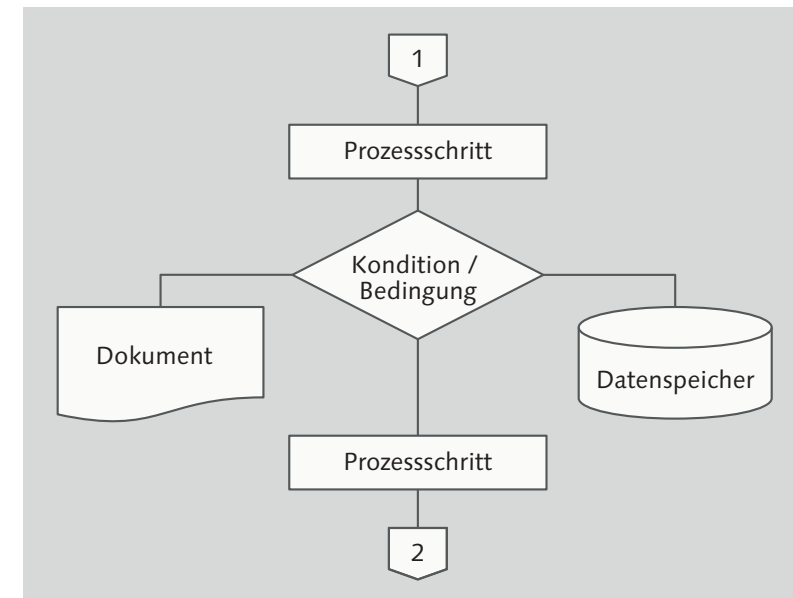 1
Prozessschritt
Kondition /
Bedingung
Dokument
Datenspeicher
Prozessschritt
2